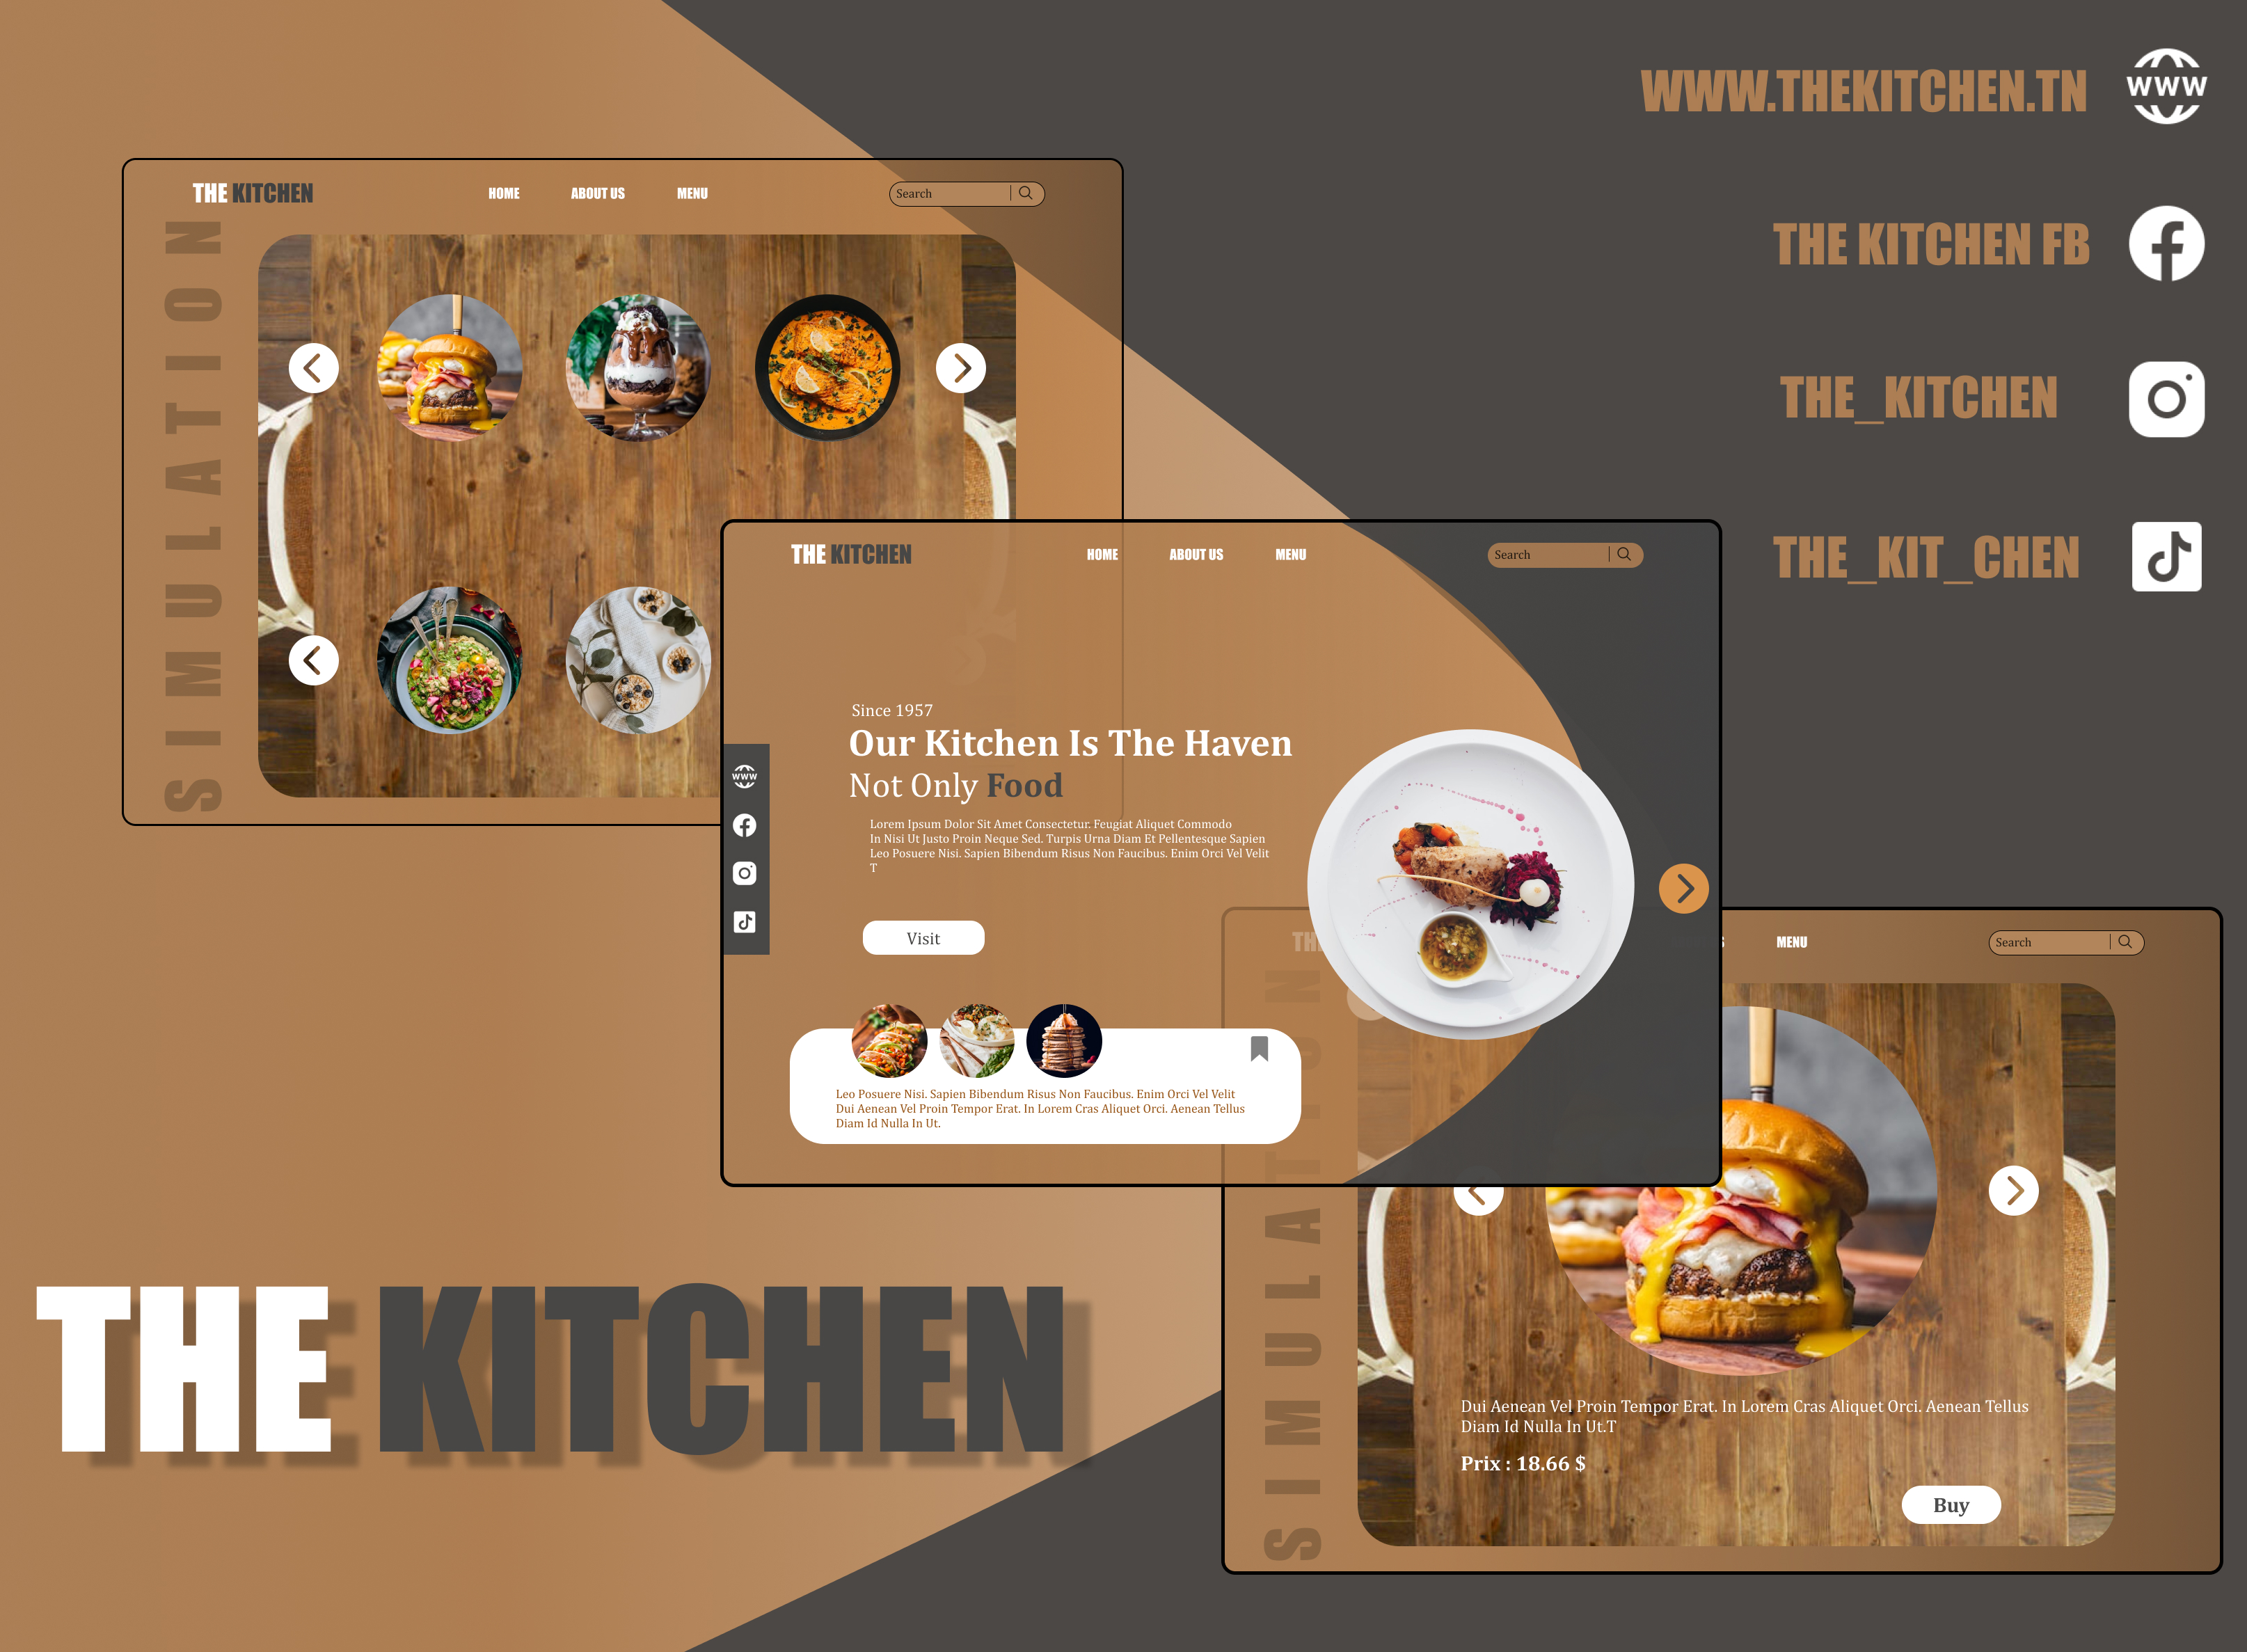 WWW.THEKITCHEN.TN
WWW
THE KITCHEN FB
THE_KITCHEN
THE_KIT_CHEN
THE KITCHEN
HOME
ABOUT US
MENU
Search
SIMULATION
THE KITCHEN
HOME
ABOUT US
MENU
Search
Since 1957
Our Kitchen Is The Haven
Not Only Food
Lorem Ipsum Dolor Sit Amet Consectetur. Feugiat Aliquet Commodo
In Nisi Ut Justo Proin Neque Sed. Turpis Urna Diam Et Pellentesque Sapien
Leo Posuere Nisi. Sapien Bibendum Risus Non Faucibus. Enim Orci Vel Velit
T
WWW
Visit
Leo Posuere Nisi. Sapien Bibendum Risus Non Faucibus. Enim Orci Vel Velit
Dui Aenean Vel Proin Tempor Erat. In Lorem Cras Aliquet Orci. Aenean Tellus
Diam Id Nulla In Ut.
TH
S
MENU
Search
SIMULATION
Dui Aenean Vel Proin Tempor Erat. In Lorem Cras Aliquet Orci. Aenean Tellus
Diam Id Nulla In Ut.T
Prix : 18.66 $
Buy
THE KITCHEN